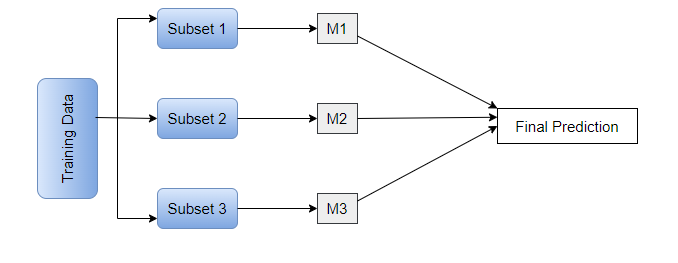 Training Data
Subset 1
M1
Subset 2
M2
Final Prediction
Subset 3
M3